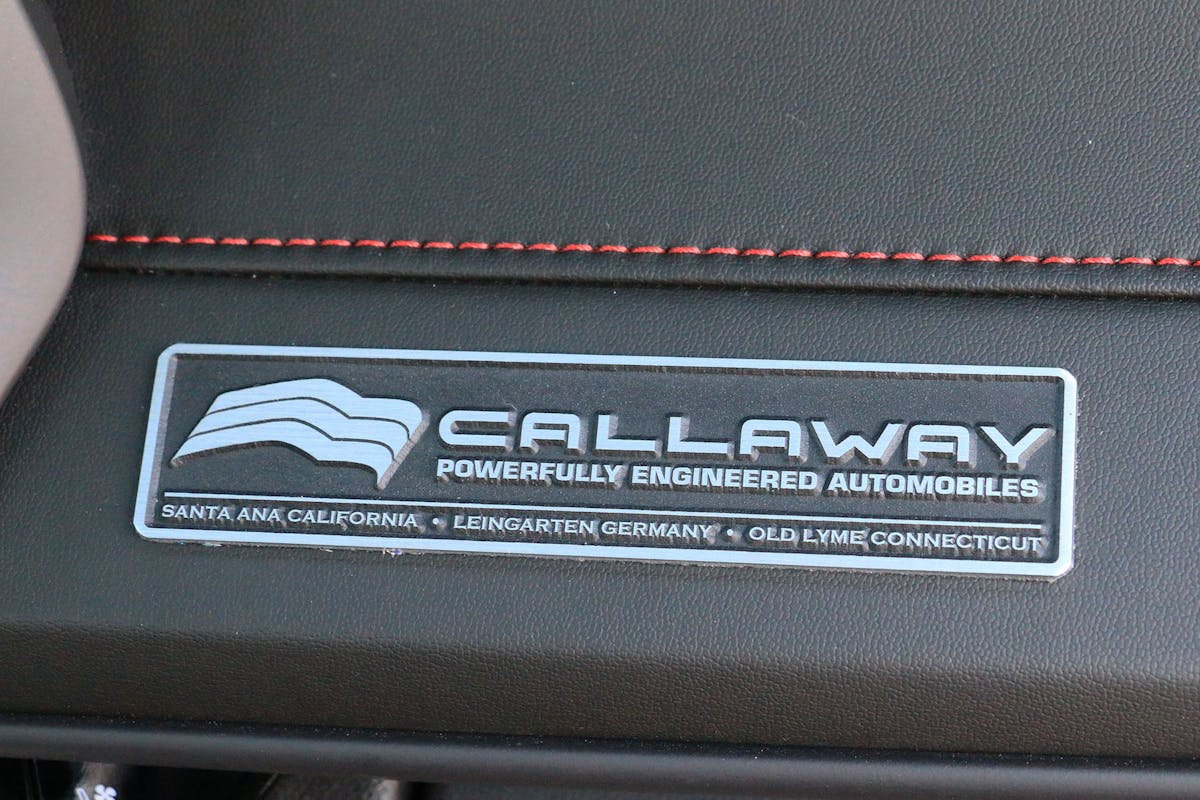 CALLAWAY
POWERFULLY ENGINEERED AUTOMOBILES
SANTA ANA CALIFORNIA • LEINGARTEN GERMANY • OLD LYME CONNECTICUT